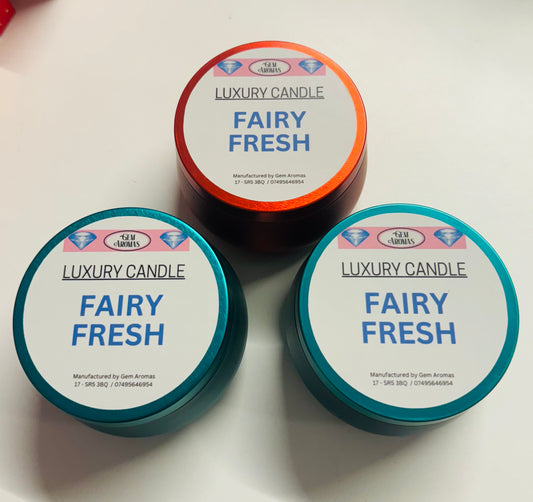 GEM
AROMAS
LUXURY CANDLE
FAIRY
FRESH
Manufactured by Gem Aromas
17 - SR5 3BQ / 07495646954
GEM
AROMAS
LUXURY CANDLE
FAIRY
FRESH
Manufactured by Gem Aromas
17 - SR5 3BQ / 07495646954
GEM
AROMAS
LUXURY CANDLE
FAIRY
FRESH
Manufactured by Gem Aromas
17 - SR5 3BQ / 07495646954